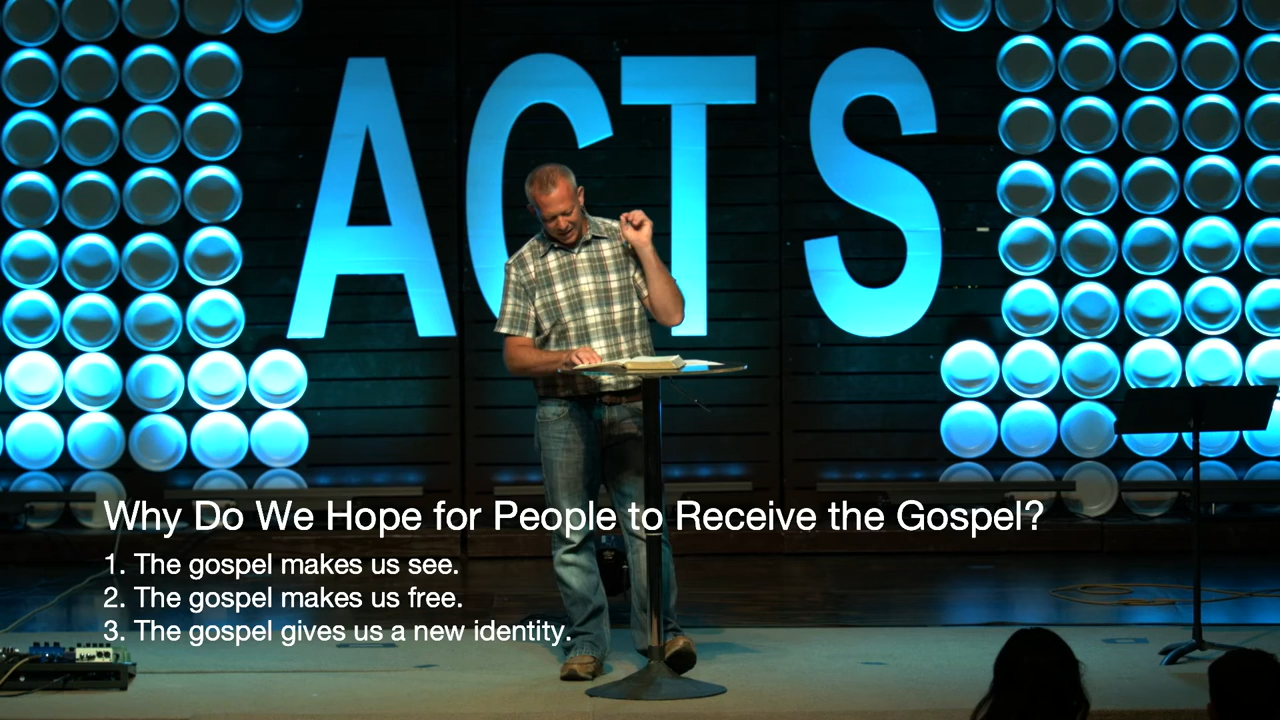 ACTS
Why Do We Hope for People to Receive the Gospel?
1. The gospel makes us see.
2. The gospel makes us free.
3. The gospel gives us a new identity.